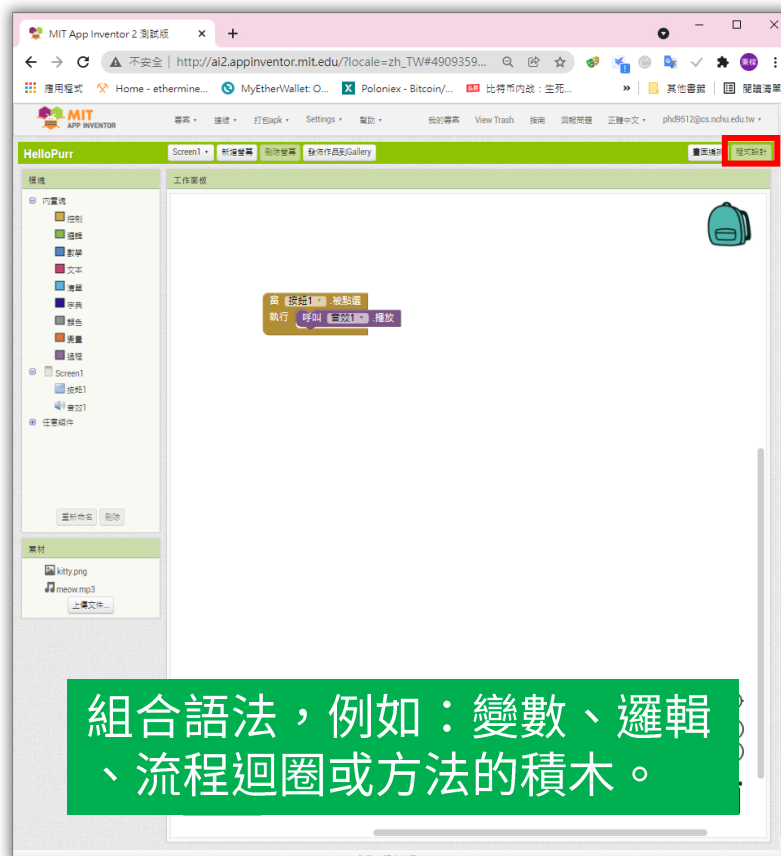 MIT App Inventor 2 測試版
不安全 | http://ai2.appinventor.mit.edu/?locale=zh_TW#4909359...
應用程式 Home - ethermine... MyEtherWallet: O... Poloniex - Bitcoin/... 比特币内战：生死... » 其他書籤 閱讀清單
MIT
APP INVENTOR
專案 連線 打包apk Settings 幫助 我的專案 View Trash 指南 回報問題 正體中文 phd9512@cs.nchu.edu.tw
HelloPurr Screen1 新增螢幕 刪除螢幕 發佈作品到Gallery 程式設計
模塊 工作面板
內置塊
控制
邏輯
數學
文本
清單
字典
顏色
變量
過程
Screen1
按鈕1
音效1
任意組件
當 按鈕1 .被點選
執行 呼叫 音效1 .播放
重新命名 刪除
素材
kitty.png
meow.mp3
上傳文件...
組合語法，例如：變數、邏輯
、流程迴圈或方法的積木。